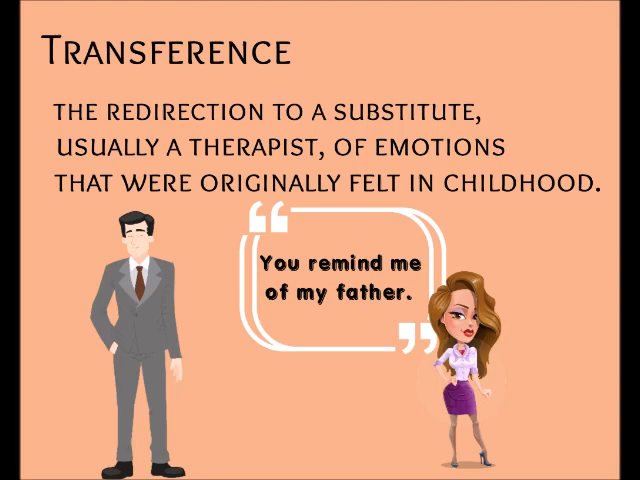 Transference
the redirection to a substitute,
usually a therapist, of emotions
that were originally felt in childhood.
You remind me
of my father.